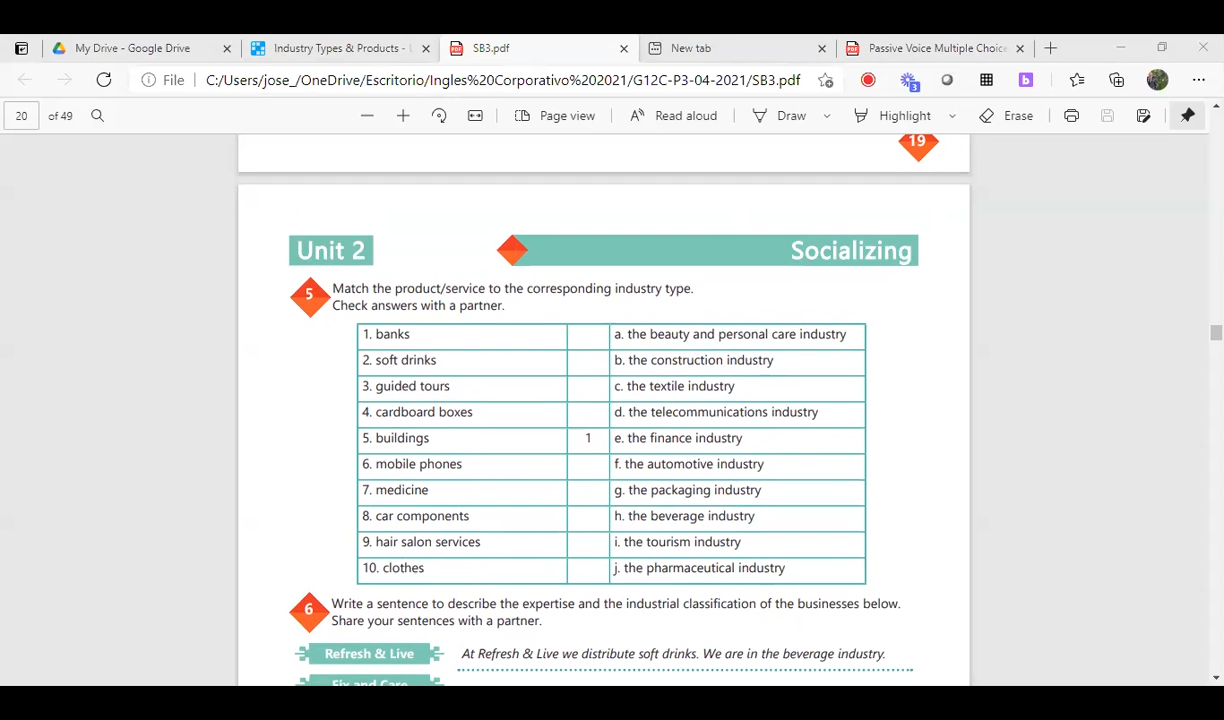 My Drive - Google Drive
Industry Types & Products -
SB3.pdf
New tab
Passive Voice Multiple Choice
File
C:/Users/jose_/OneDrive/Escritorio/Ingles%20Corporativo%202021/G12C-P3-04-2021/SB3.pdf
3
b
20 of 49
Page view
Read aloud
Draw
Highlight
Erase
19
Unit 2
Socializing
5
Match the product/service to the corresponding industry type.
Check answers with a partner.
1. banks a. the beauty and personal care industry
2. soft drinks b. the construction industry
3. guided tours c. the textile industry
4. cardboard boxes d. the telecommunications industry
5. buildings 1 e. the finance industry
6. mobile phones f. the automotive industry
7. medicine g. the packaging industry
8. car components h. the beverage industry
9. hair salon services i. the tourism industry
10. clothes j. the pharmaceutical industry
6
Write a sentence to describe the expertise and the industrial classification of the businesses below.
Share your sentences with a partner.
Refresh & Live At Refresh & Live we distribute soft drinks. We are in the beverage industry.
Fix and Care